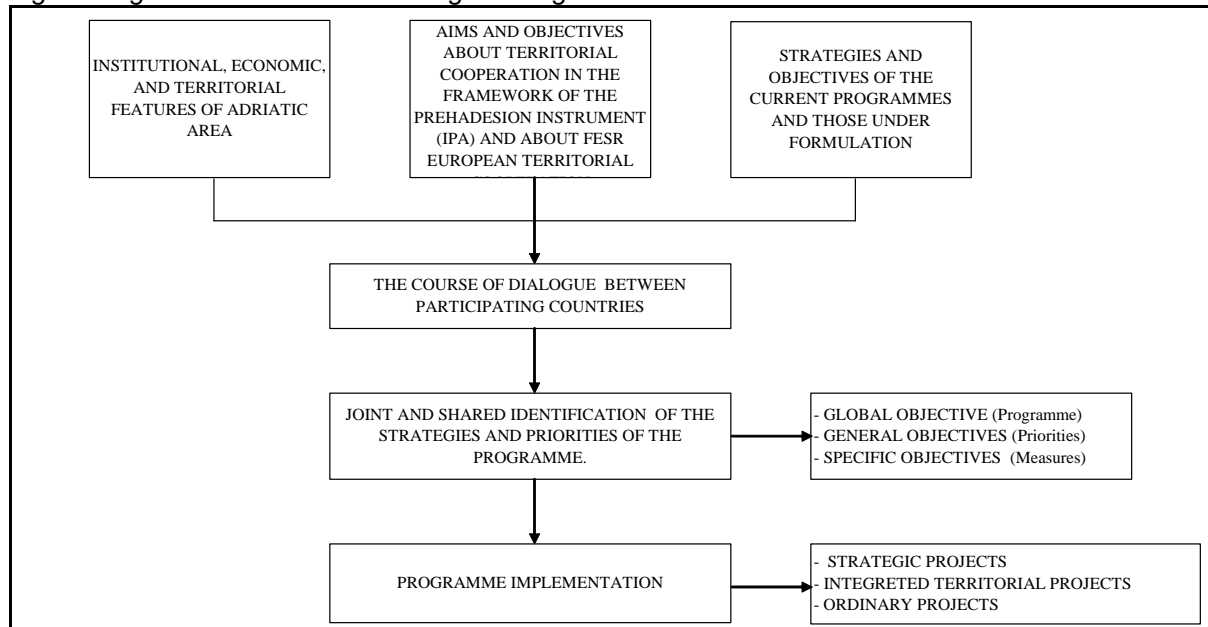 INSTITUTIONAL, ECONOMIC,
AND TERRITORIAL
FEATURES OF ADRIATIC
AREA
AIMS AND OBJECTIVES
ABOUT TERRITORIAL
COOPERATION IN THE
FRAMEWORK OF THE
PREHADESION INSTRUMENT
(IPA) AND ABOUT FESR
EUROPEAN TERRITORIAL
STRATEGIES AND
OBJECTIVES OF THE
CURRENT PROGRAMMES
AND THOSE UNDER
FORMULATION
THE COURSE OF DIALOGUE BETWEEN
PARTICIPATING COUNTRIES
JOINT AND SHARED IDENTIFICATION OF THE
STRATEGIES AND PRIORITIES OF THE
PROGRAMME.
- GLOBAL OBJECTIVE (Programme)
- GENERAL OBJECTIVES (Priorities)
- SPECIFIC OBJECTIVES (Measures)
PROGRAMME IMPLEMENTATION
- STRATEGIC PROJECTS
- INTEGRETED TERRITORIAL PROJECTS
- ORDINARY PROJECTS